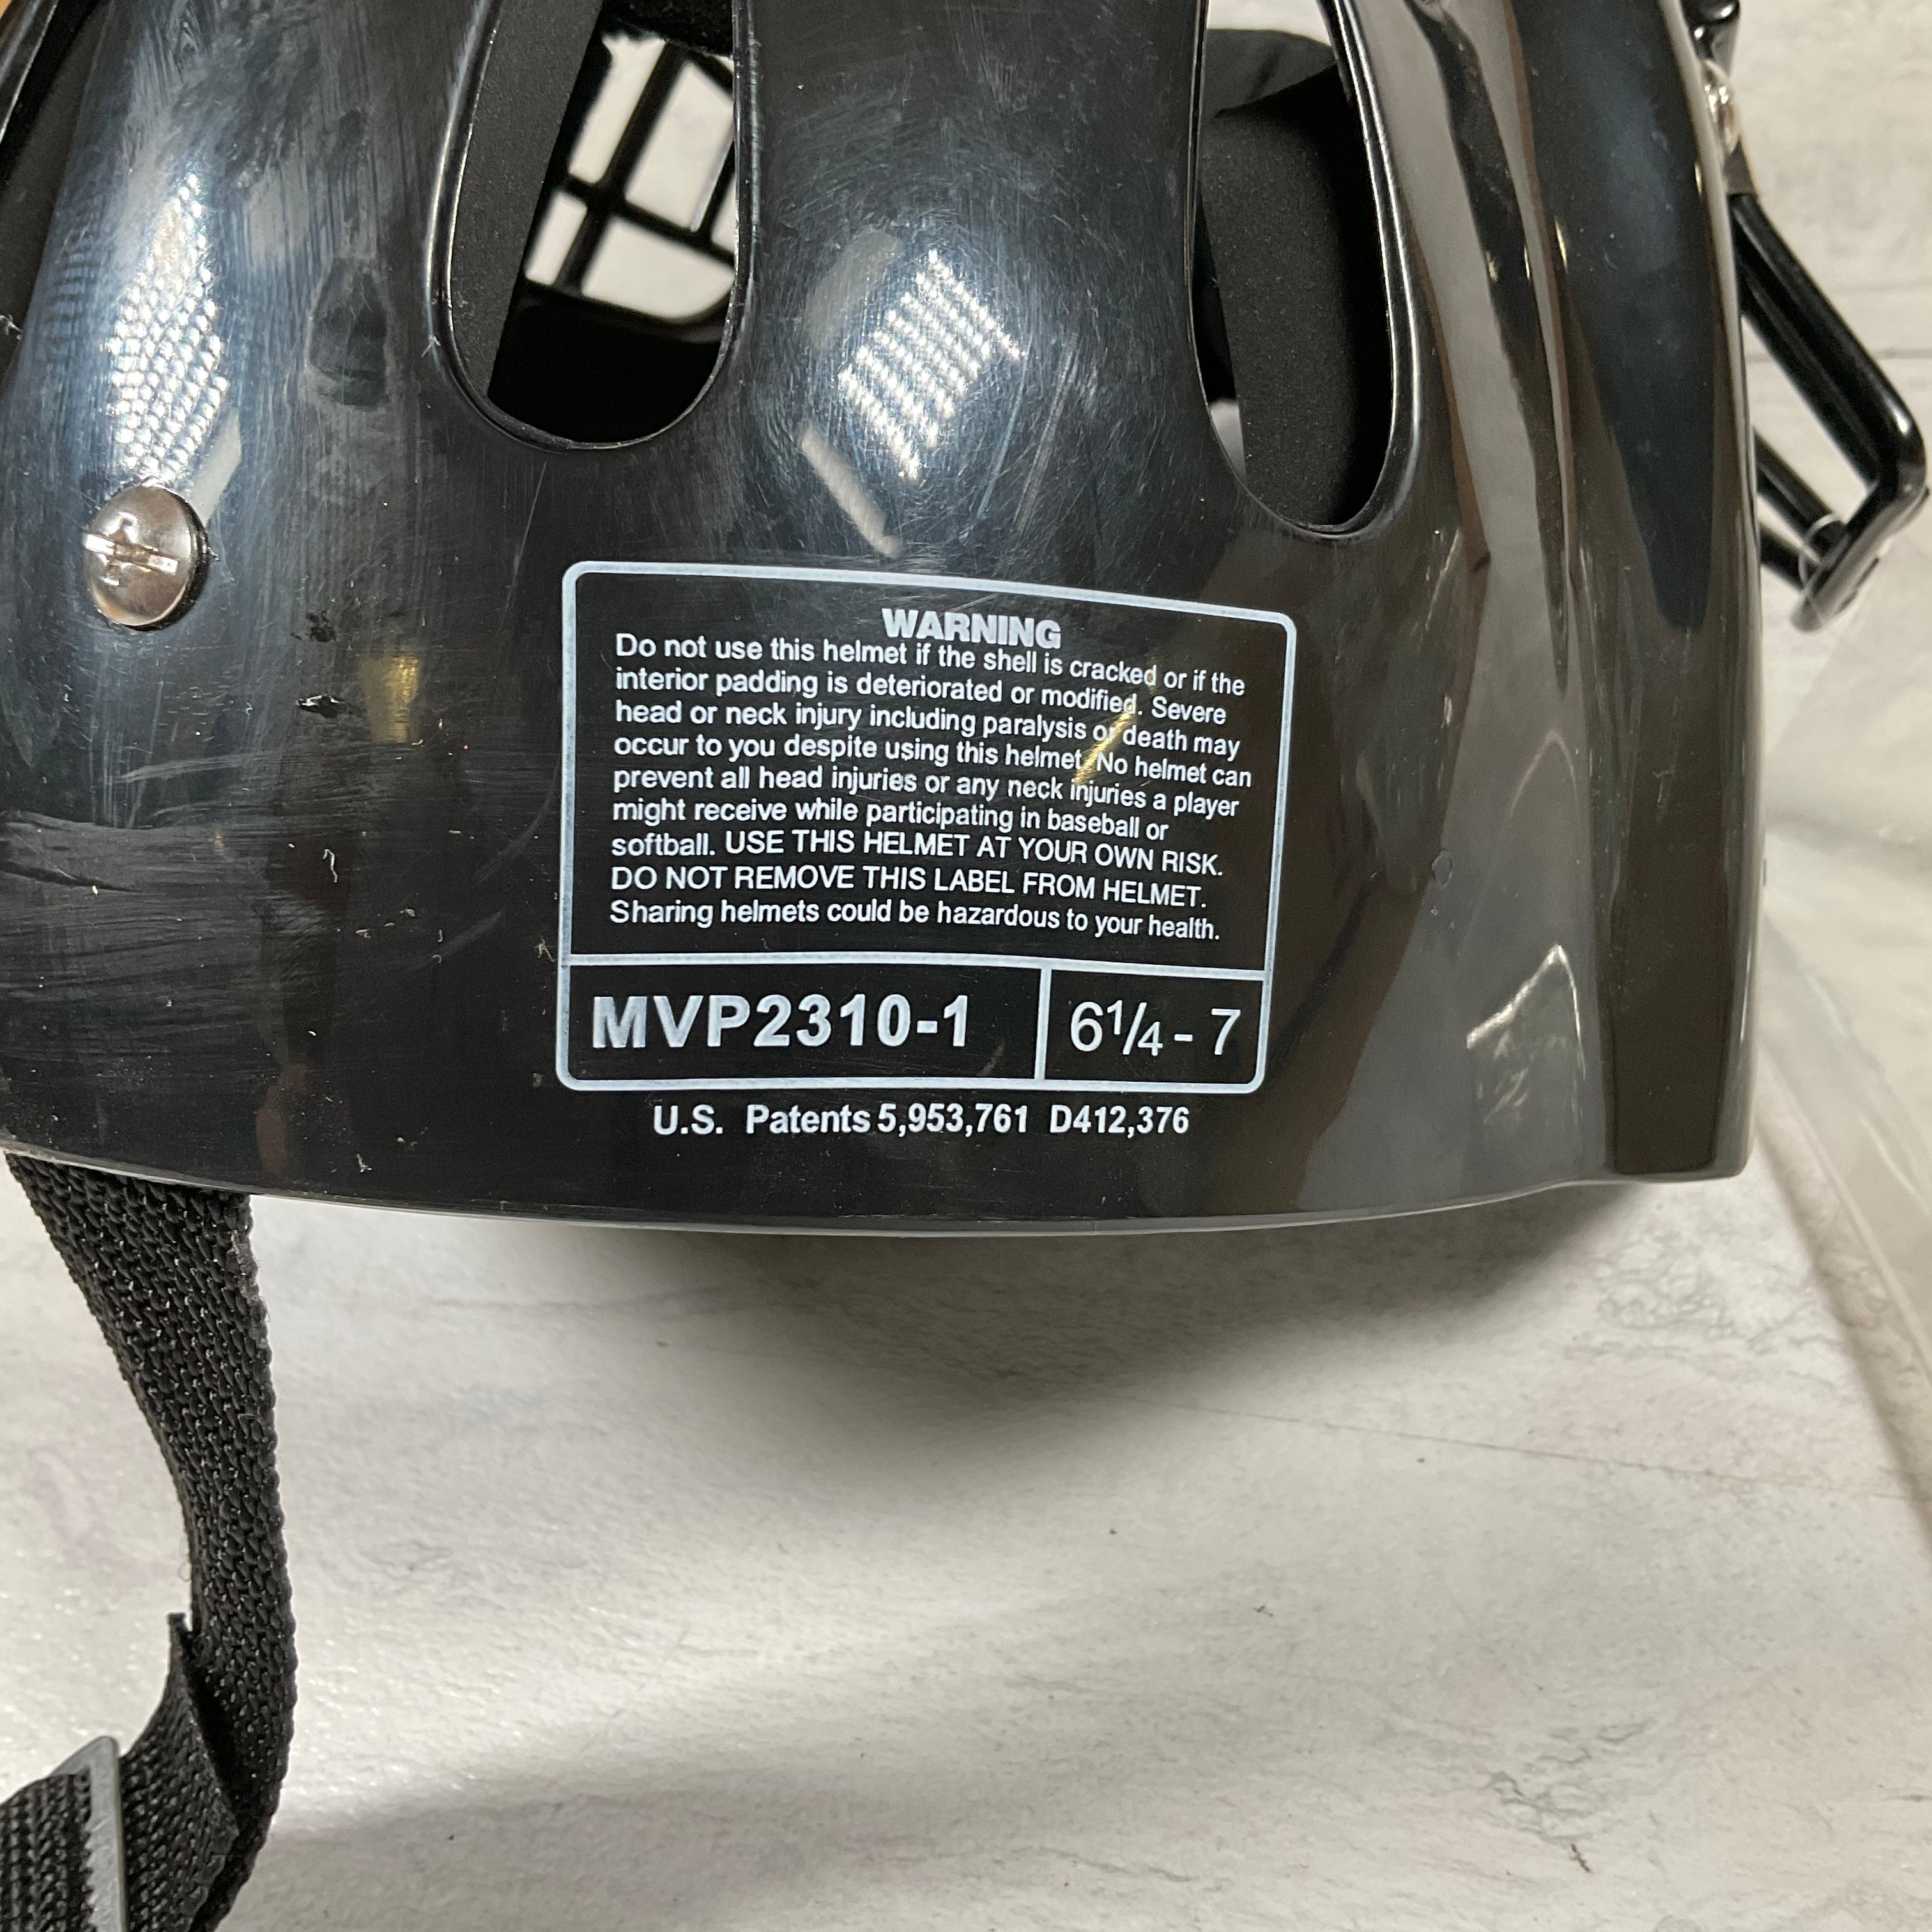 WARNING
Do not use this helmet if the shell is cracked or if the
interior padding is deteriorated or modified. Severe
head or neck injury including paralysis or death may
occur to you despite using this helmet. No helmet can
prevent all head injuries or any neck injuries a player
might receive while participating in baseball or
softball. USE THIS HELMET AT YOUR OWN RISK.
DO NOT REMOVE THIS LABEL FROM HELMET.
Sharing helmets could be hazardous to your health.
MVP2310-1 6¼ - 7
U.S. Patents 5,953,761 D412,376